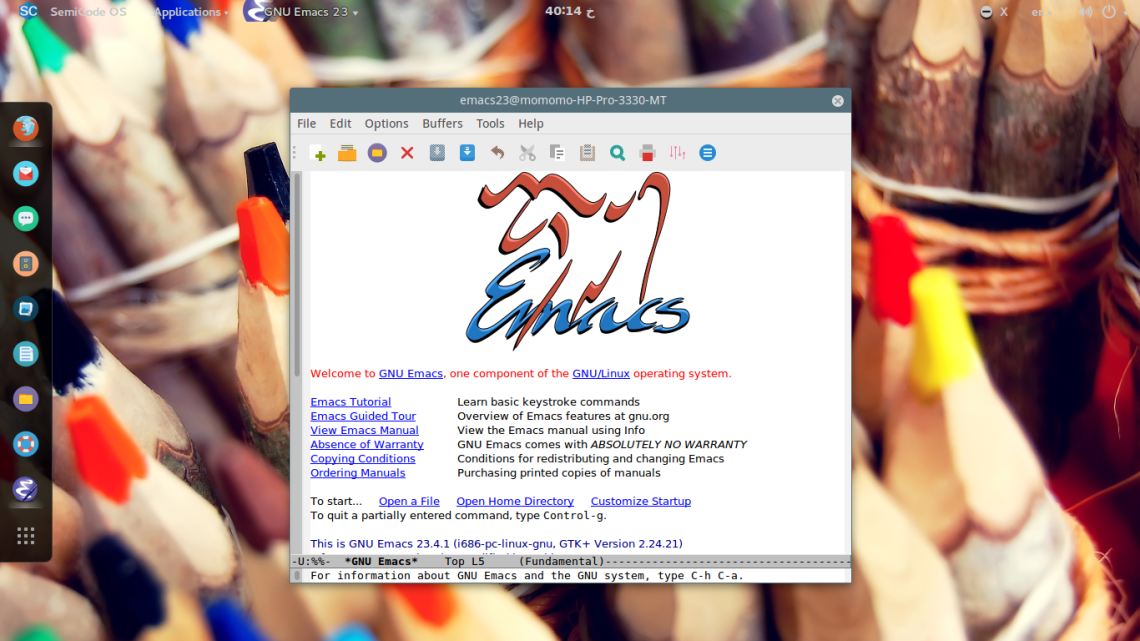 SC SemiCode OS Applications GNU Emacs 23 40:14 خ X en
emacs23@momomo-HP-Pro-3330-MT
File Edit Options Buffers Tools Help
Emacs
Welcome to GNU Emacs, one component of the GNU/Linux operating system.
Emacs Tutorial Learn basic keystroke commands
Emacs Guided Tour Overview of Emacs features at gnu.org
View Emacs Manual View the Emacs manual using Info
Absence of Warranty GNU Emacs comes with ABSOLUTELY NO WARRANTY
Copying Conditions Conditions for redistributing and changing Emacs
Ordering Manuals Purchasing printed copies of manuals
To start... Open a File Open Home Directory Customize Startup
To quit a partially entered command, type Control-g.
This is GNU Emacs 23.4.1 (i686-pc-linux-gnu, GTK+ Version 2.24.21)
-U:%%- *GNU Emacs* Top L5 (Fundamental)-------------------------------------
For information about GNU Emacs and the GNU system, type C-h C-a.